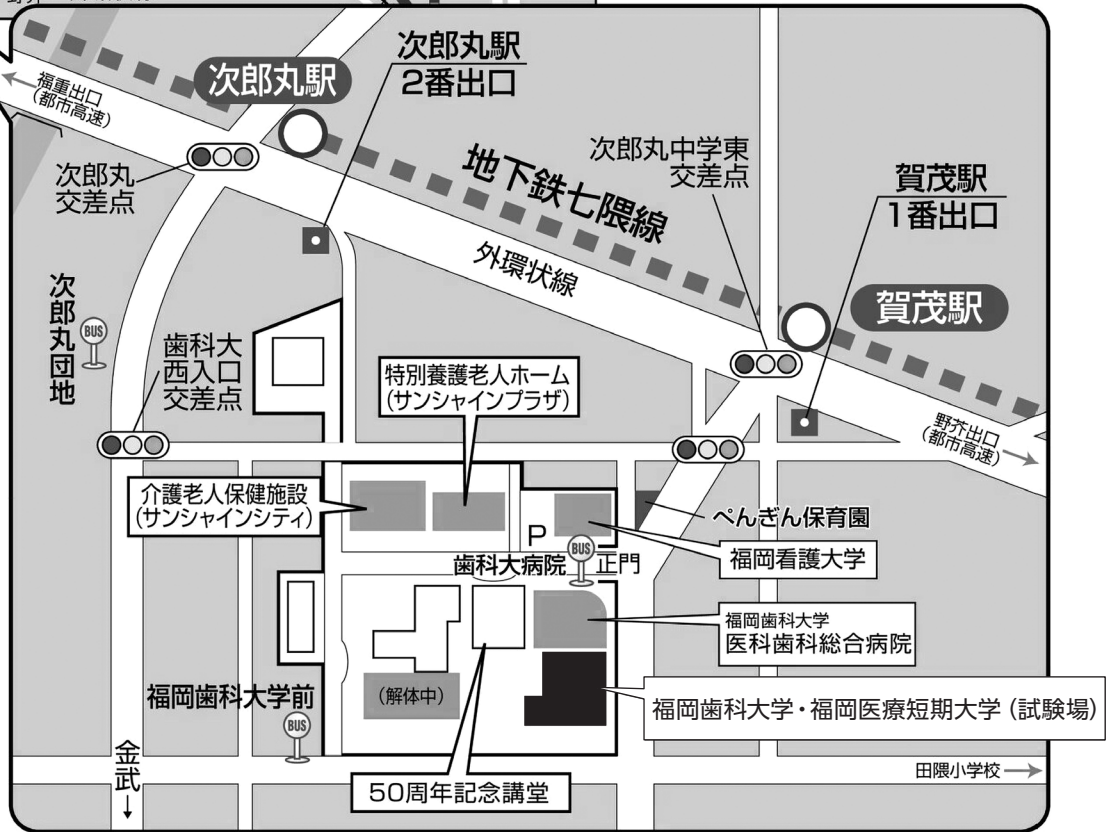 次郎丸駅
2番出口
次郎丸駅
福重出口
(都市高速)
次郎丸中学東
交差点
賀茂駅
1番出口
次郎丸
交差点
地下鉄七隈線
外環状線
賀茂駅
次郎丸団地
BUS
歯科大
西入口
交差点
特別養護老人ホーム
(サンシャインプラザ)
野芥出口
(都市高速)
介護老人保健施設
(サンシャインシティ)
ぺんぎん保育園
P
BUS
歯科大病院
正門
福岡看護大学
福岡歯科大学
医科歯科総合病院
(解体中)
福岡歯科大学前
BUS
福岡歯科大学・福岡医療短期大学(試験場)
金武
田隈小学校
50周年記念講堂